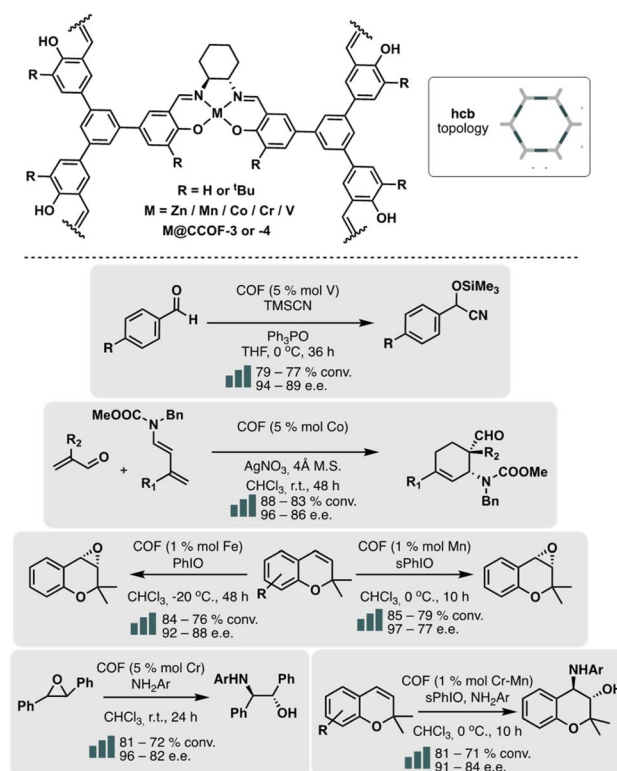 HO
OH
R
R
N
N
M
O
O
R
R
R
R
HO
OH
R = H or ᵗBu
M = Zn / Mn / Co / Cr / V
M@CCOF-3 or -4
hcb
topology
O
H
R
COF (5 % mol V)
TMSCN
Ph₃PO
THF, 0 °C, 36 h
79 – 77 % conv.
94 – 89 e.e.
OSiMe₃
CN
R
MeOOC
N
Bn
R₂
O
+
R₁
COF (5 % mol Co)
AgNO₃, 4Å M.S.
CHCl₃, r.t., 48 h
88 – 83 % conv.
96 – 86 e.e.
CHO
R₂
R₁
N
COOMe
Bn
O
O
COF (1 % mol Fe)
PhIO
CHCl₃, -20 °C., 48 h
84 – 76 % conv.
92 – 88 e.e.
R
O
COF (1 % mol Mn)
sPhIO
CHCl₃, 0 °C., 10 h
85 – 79 % conv.
97 – 77 e.e.
O
O
O
Ph
Ph
COF (5 % mol Cr)
NH₂Ar
CHCl₃, r.t., 24 h
81 – 72 % conv.
96 – 82 e.e.
ArHN
Ph
Ph
OH
R
O
COF (1 % mol Cr-Mn)
sPhIO, NH₂Ar
CHCl₃, 0 °C., 10 h
81 – 71 % conv.
91 – 84 e.e.
NHAr
OH
O